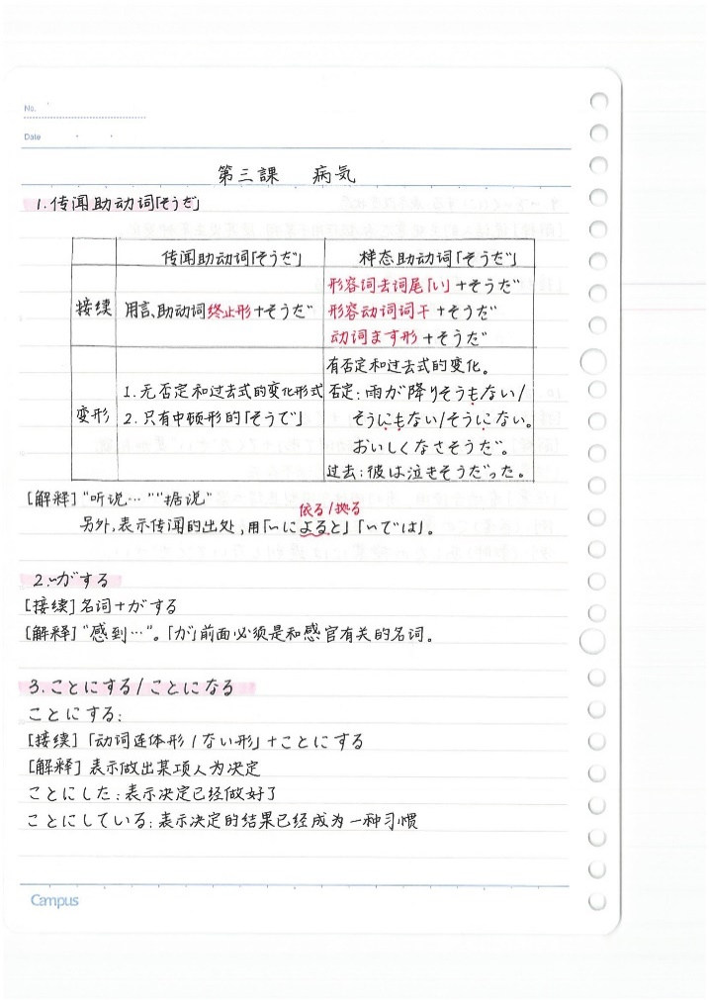 No.
Date
第三課 病気
1.传闻助动词「そうだ」
传闻助动词「そうだ」 样态助动词「そうだ」
接续 用言、助动词终止形+そうだ
形容词去词尾「い」+そうだ
形容动词词干+そうだ
动词ます形+そうだ
变形
1.无否定和过去式的变化形式
2.只有中顿形的「そうで」
有否定和过去式的变化。
否定:雨が降りそうもない/
そうにもない/そうにない。
おいしくなさそうだ。
过去:彼は泣きそうだった。
[解释]“听说…”“据说”
依る/拠る
另外,表示传闻的出处,用「〜によると」「〜では」。
2.〜がする
[接续]名词+がする
[解释]“感到…”。「が」前面必须是和感官有关的名词。
3.ことにする/ことになる
ことにする:
[接续]「动词连体形/ない形」+ことにする
[解释]表示做出某项人为决定
ことにした:表示决定已经做好了
ことにしている:表示决定的结果已经成为一种习惯
Campus